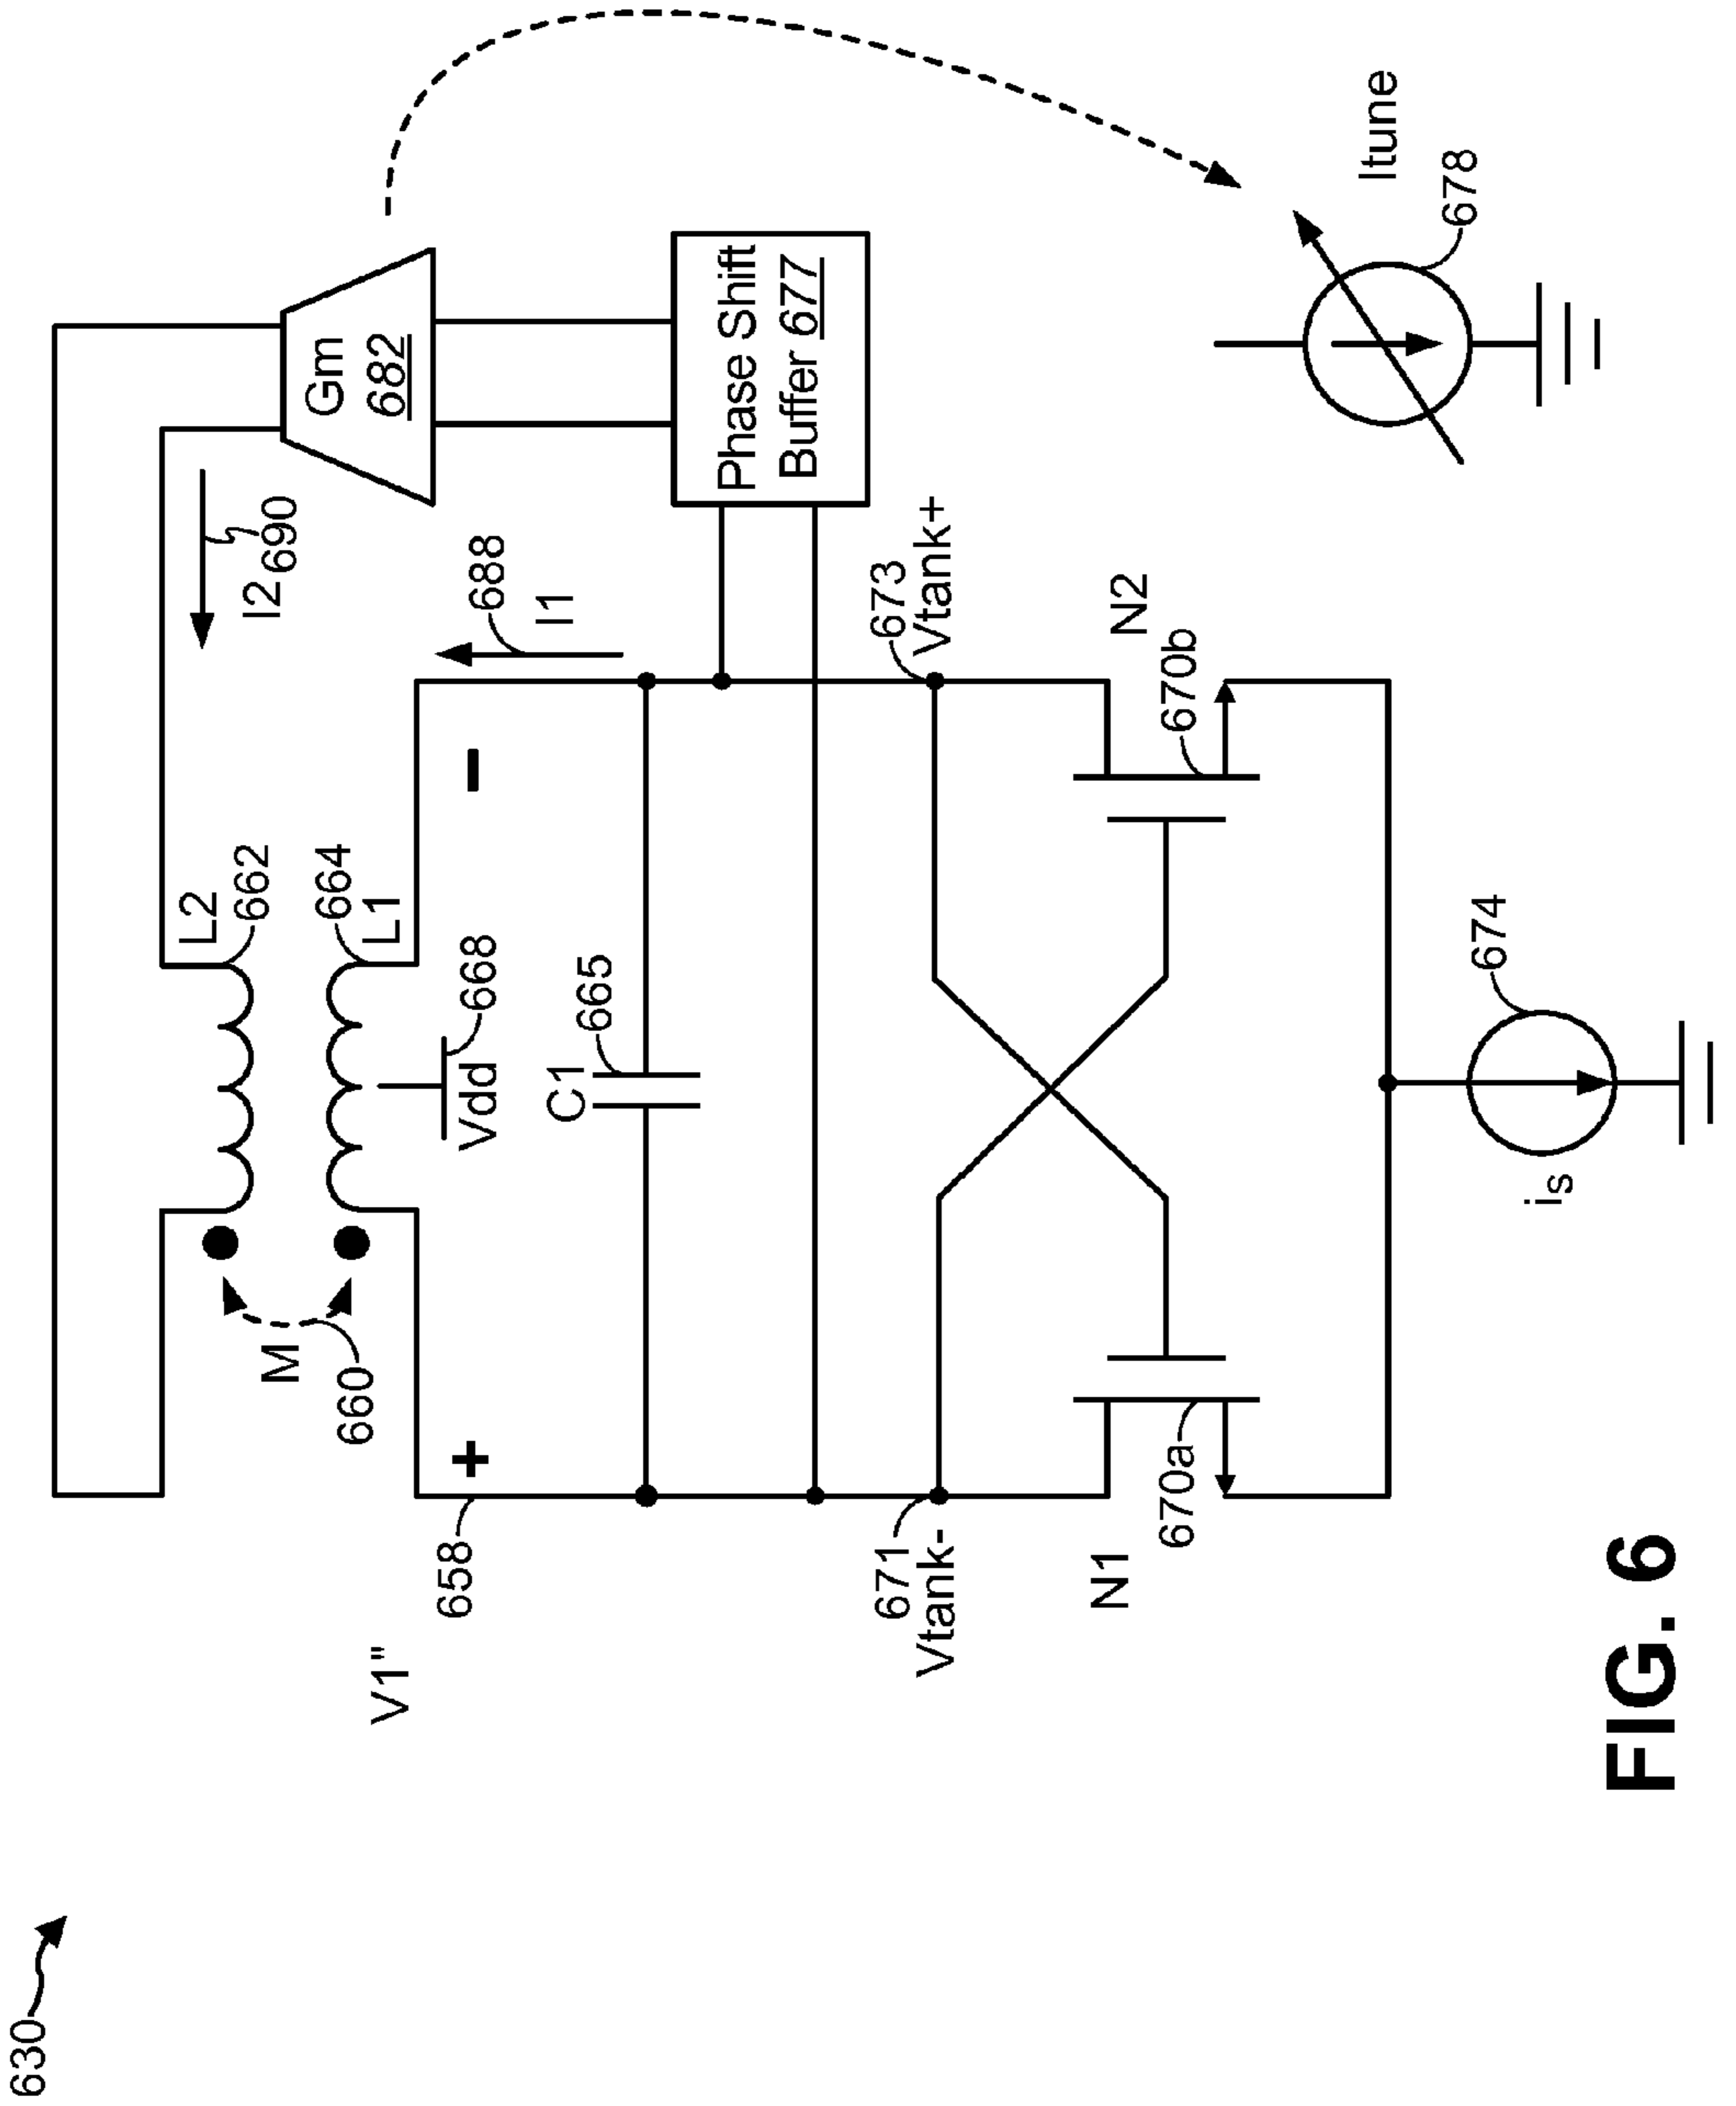 630
I2
690
L2
662
Gm
682
M
660
664
L1
V1"
658
+
Vdd
668
-
688
I1
C1
665
Phase Shift
Buffer 677
671
Vtank-
673
Vtank+
N1
670a
670b
N2
Itune
678
is
674
FIG. 6